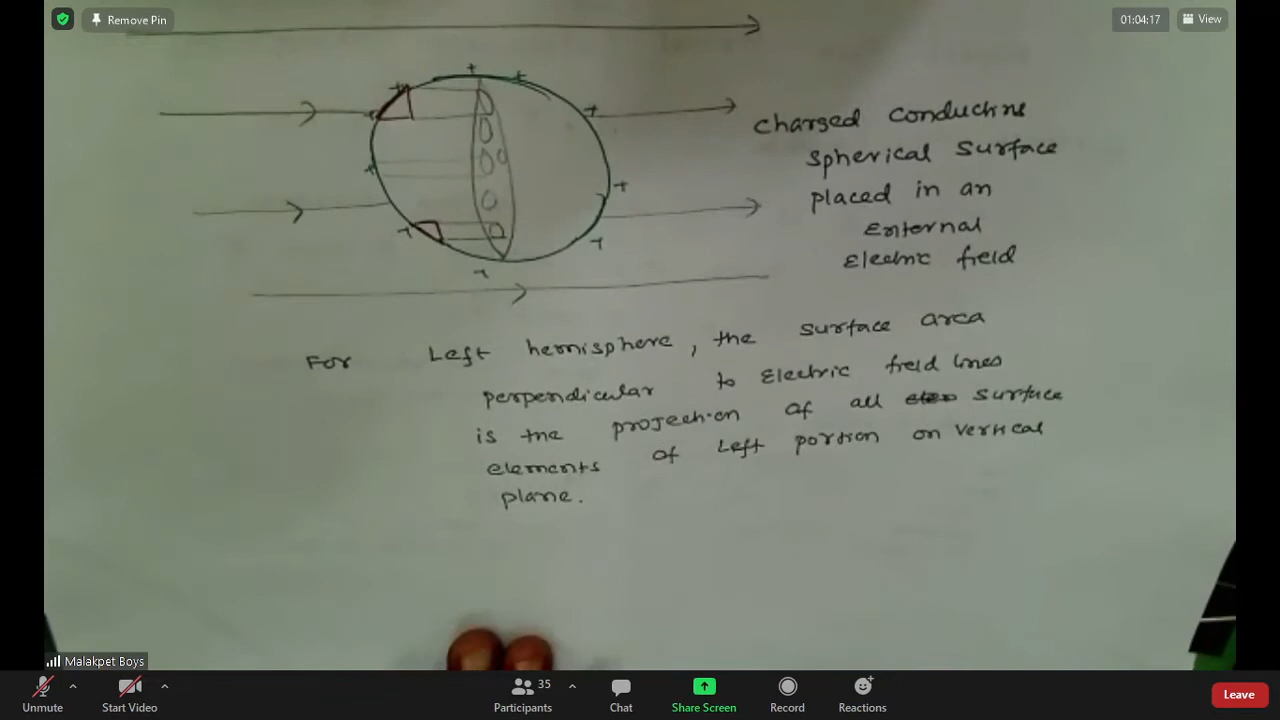 Remove Pin
01:04:17
View
Charged Conducting
Spherical Surface
placed in an
External
Electric field
For Left hemisphere, the surface area
perpendicular to Electric field lines
is the projection of all surface
elements of Left portion on vertical
plane.
Malakpet Boys
Unmute
Start Video
Participants
35
Chat
Share Screen
Record
Reactions
Leave